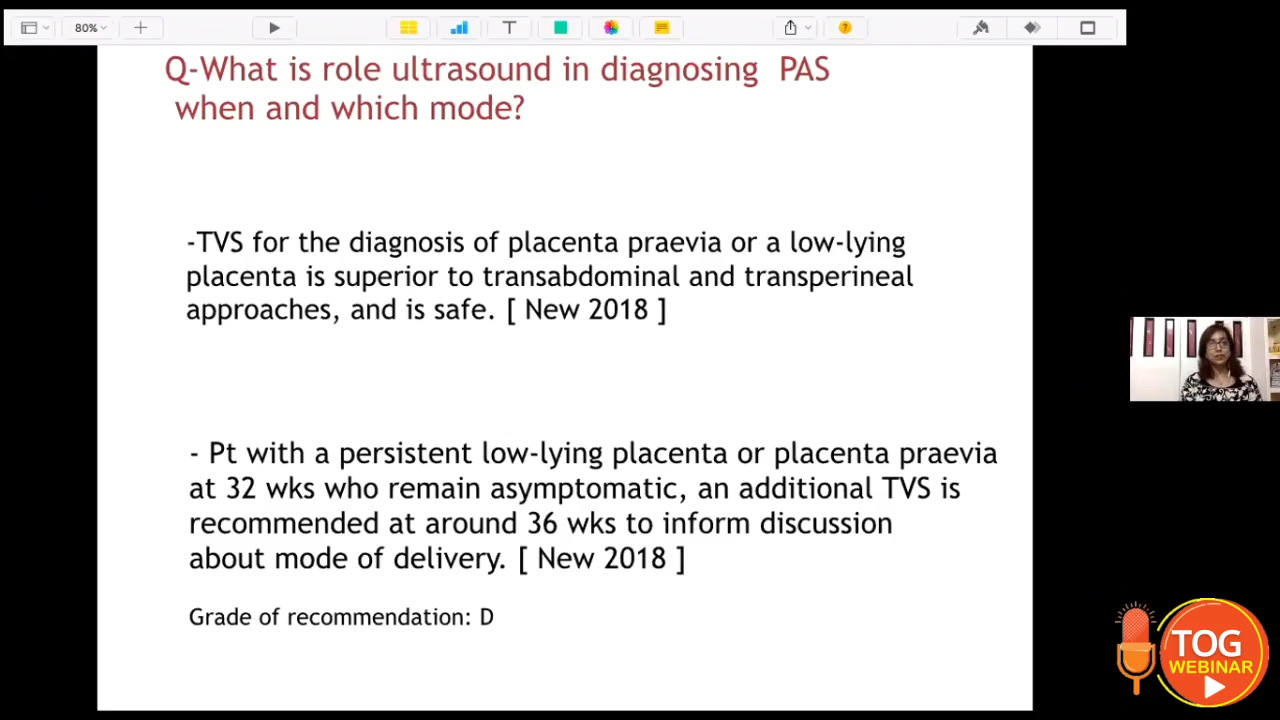 80%
Q-What is role ultrasound in diagnosing PAS
when and which mode?
-TVS for the diagnosis of placenta praevia or a low-lying
placenta is superior to transabdominal and transperineal
approaches, and is safe. [ New 2018 ]
- Pt with a persistent low-lying placenta or placenta praevia
at 32 wks who remain asymptomatic, an additional TVS is
recommended at around 36 wks to inform discussion
about mode of delivery. [ New 2018 ]
Grade of recommendation: D
TOG
WEBINAR